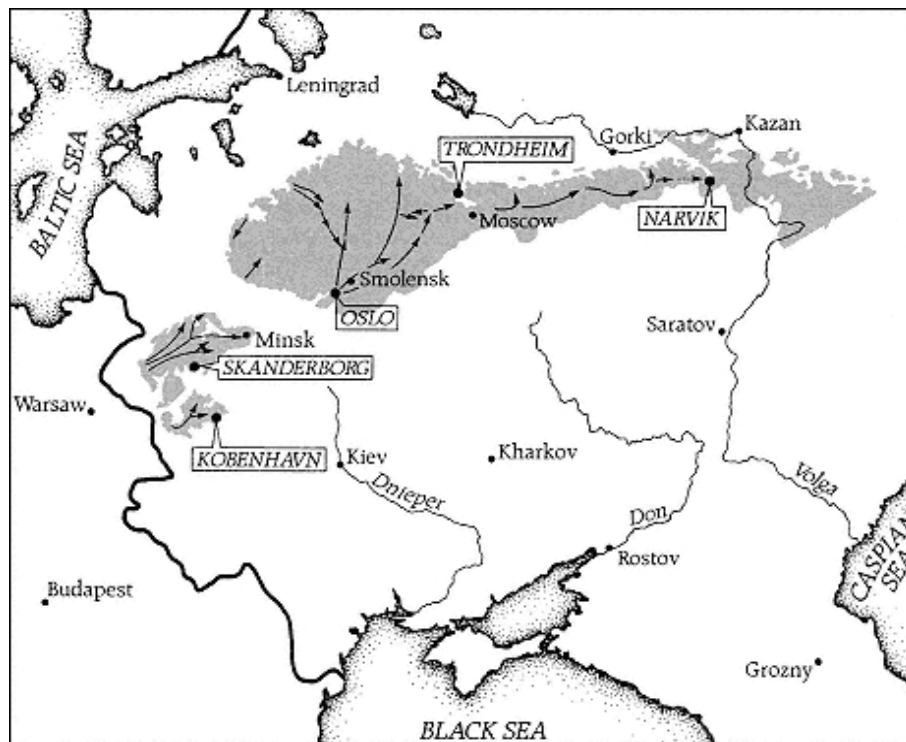 Leningrad
Gorki
Kazan
TRONDHEIM
BALTIC SEA
Moscow
NARVIK
Smolensk
OSLO
Saratov
Minsk
SKANDERBORG
Warsaw
KOBENHAVN
Kiev
Kharkov
Dnieper
Volga
Don
Rostov
CASPIAN
SEA
Budapest
Grozny
BLACK SEA